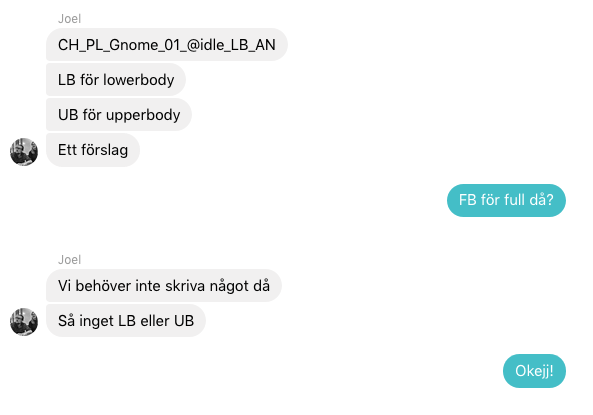 Joel
CH_PL_Gnome_01_@idle_LB_AN
LB för lowerbody
UB för upperbody
Ett förslag
FB för full då?
Joel
Vi behöver inte skriva något då
Så inget LB eller UB
Okejj!